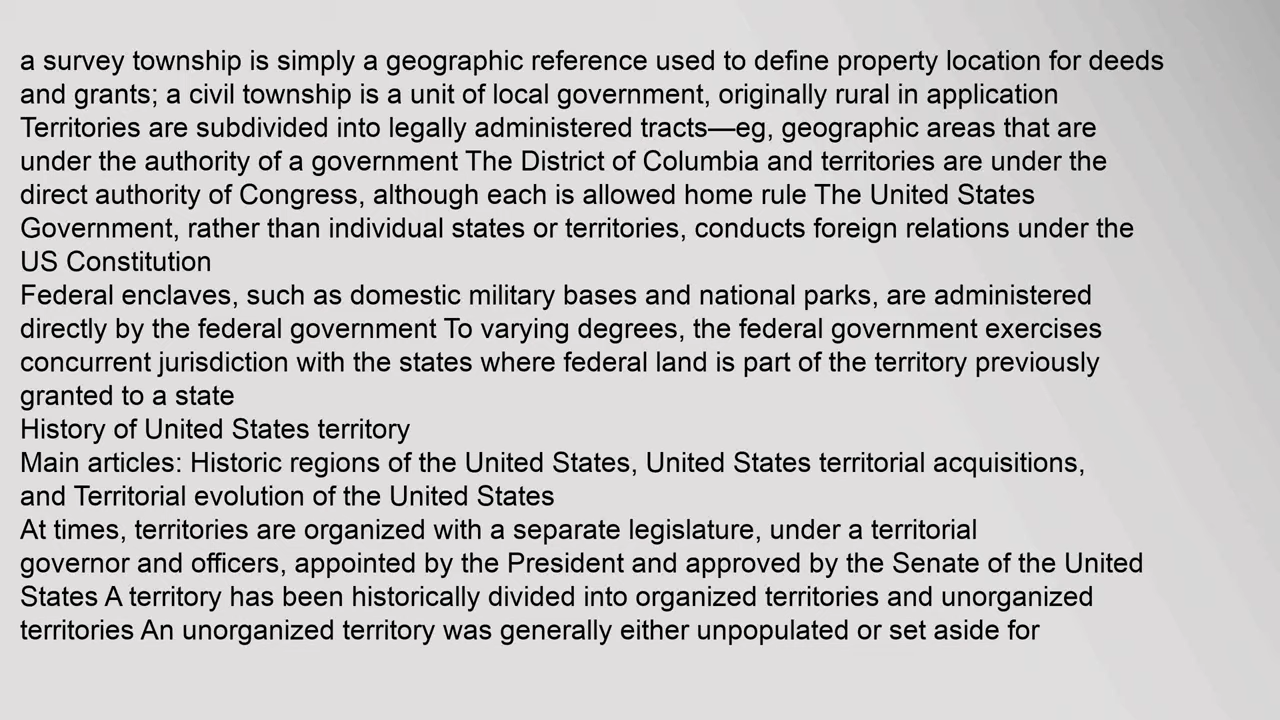 a survey township is simply a geographic reference used to define property location for deeds
and grants; a civil township is a unit of local government, originally rural in application
Territories are subdivided into legally administered tracts—eg, geographic areas that are
under the authority of a government The District of Columbia and territories are under the
direct authority of Congress, although each is allowed home rule The United States
Government, rather than individual states or territories, conducts foreign relations under the
US Constitution
Federal enclaves, such as domestic military bases and national parks, are administered
directly by the federal government To varying degrees, the federal government exercises
concurrent jurisdiction with the states where federal land is part of the territory previously
granted to a state
History of United States territory
Main articles: Historic regions of the United States, United States territorial acquisitions,
and Territorial evolution of the United States
At times, territories are organized with a separate legislature, under a territorial
governor and officers, appointed by the President and approved by the Senate of the United
States A territory has been historically divided into organized territories and unorganized
territories An unorganized territory was generally either unpopulated or set aside for